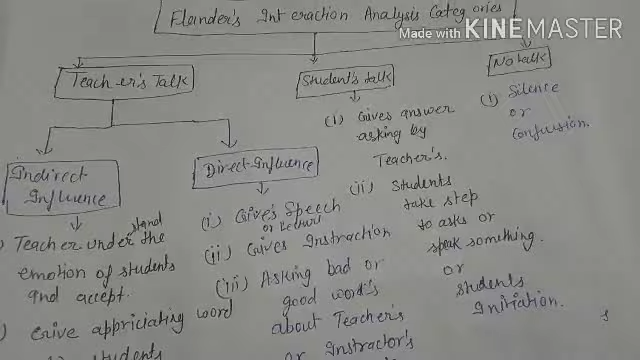 Flander's Interaction Analysis Categories
Made with KINEMASTER
Teacher's Talk
Student's talk
No talk
Indirect Influence
Direct Influence
(i) Gives answer
asking by
Teacher's.
(ii) Students
take step
to asks or
speak something.
or
students
Initiation.
(i) Silence
or
Confusion.
Teacher understand the
emotion of students
and accept.
) Give appriciating word
students
(i) Gives Speech
or Lecture
(ii) Gives Instraction
(iii) Asking bad or
good word's
about Teacher's
or Instructor's
s